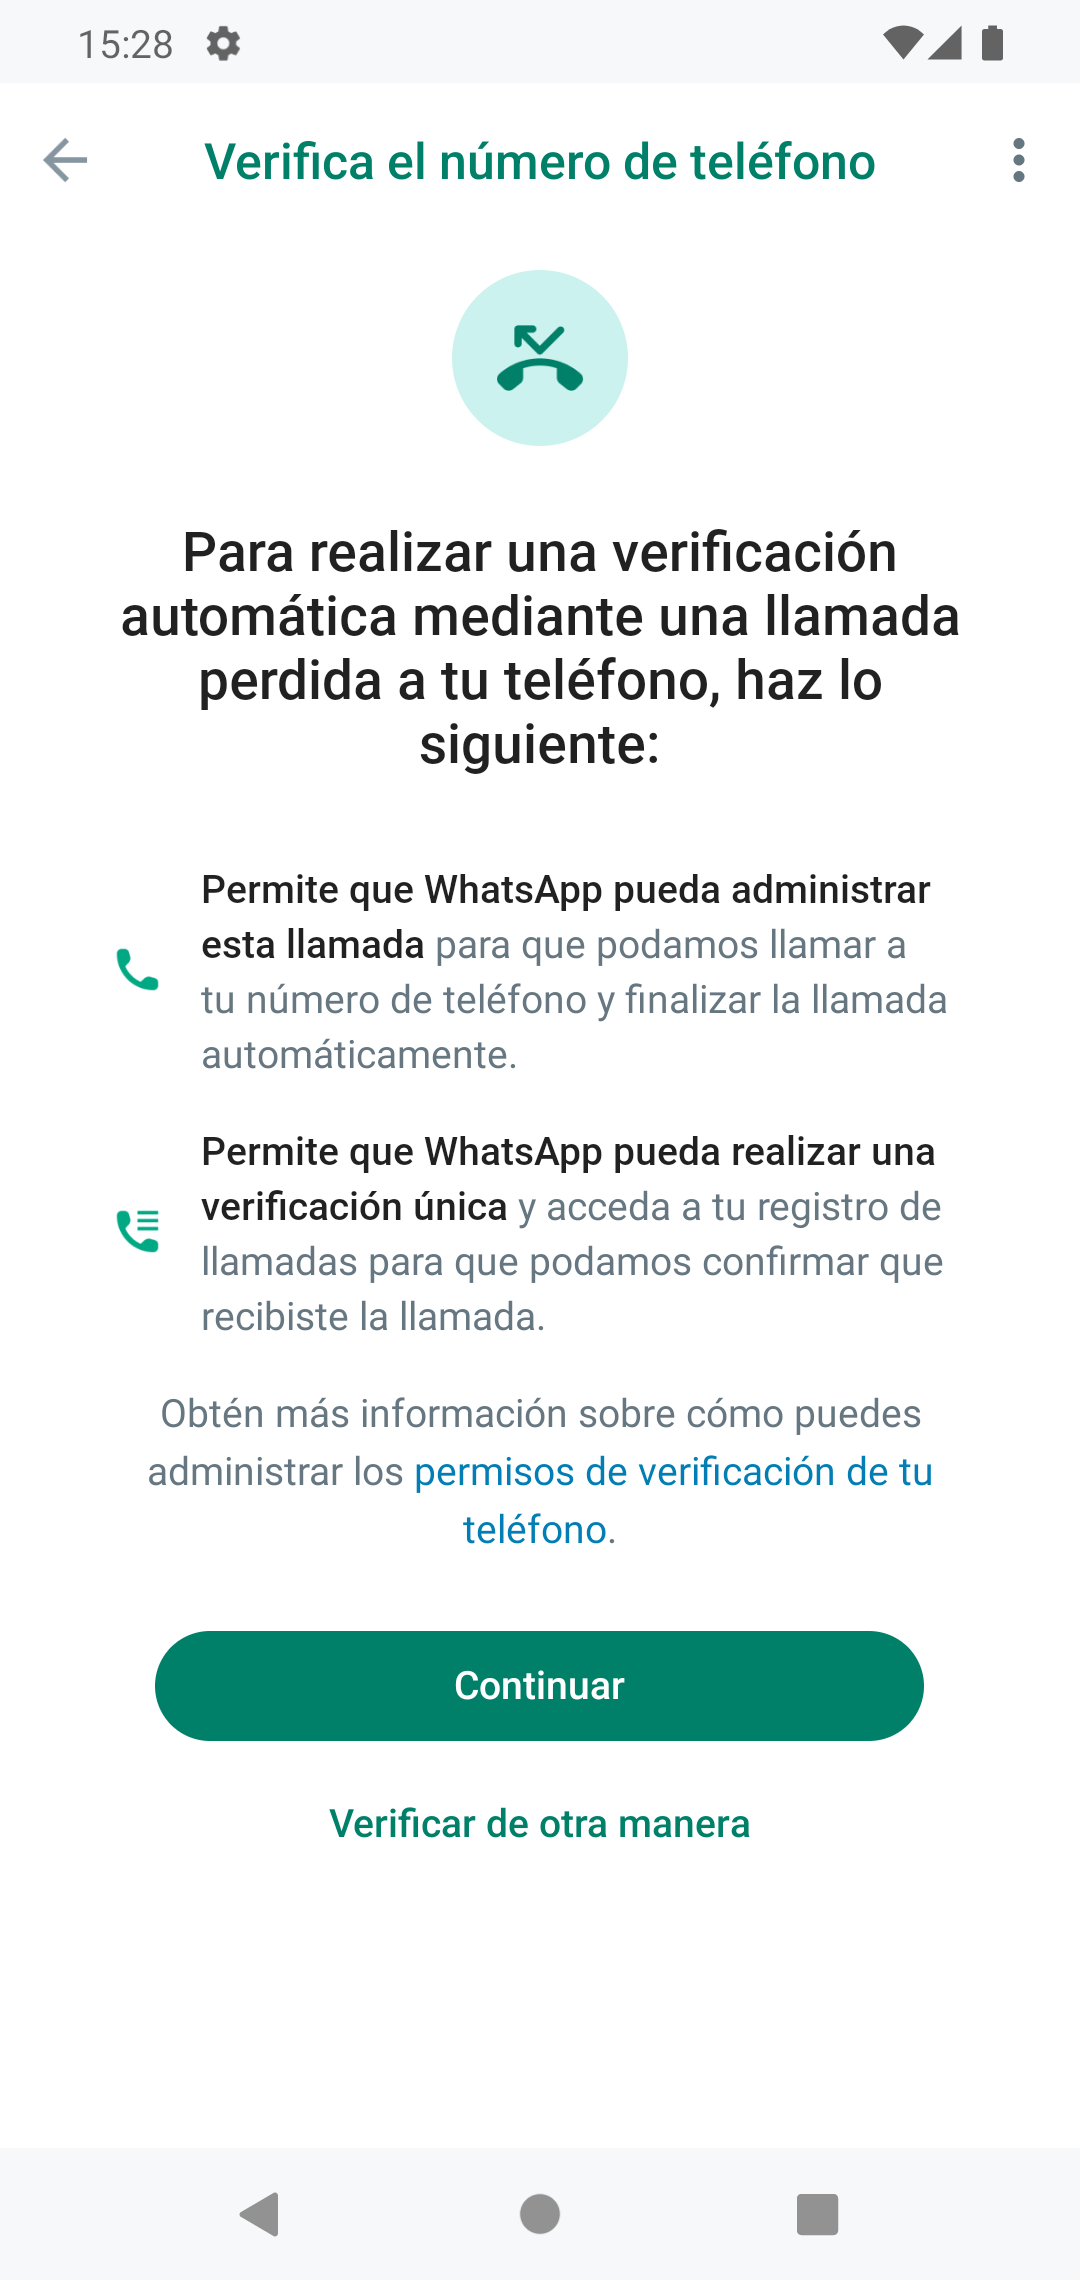 15:28
Verifica el número de teléfono
Para realizar una verificación
automática mediante una llamada
perdida a tu teléfono, haz lo
siguiente:
Permite que WhatsApp pueda administrar
esta llamada para que podamos llamar a
tu número de teléfono y finalizar la llamada
automáticamente.
Permite que WhatsApp pueda realizar una
verificación única y acceda a tu registro de
llamadas para que podamos confirmar que
recibiste la llamada.
Obtén más información sobre cómo puedes
administrar los permisos de verificación de tu
teléfono.
Continuar
Verificar de otra manera